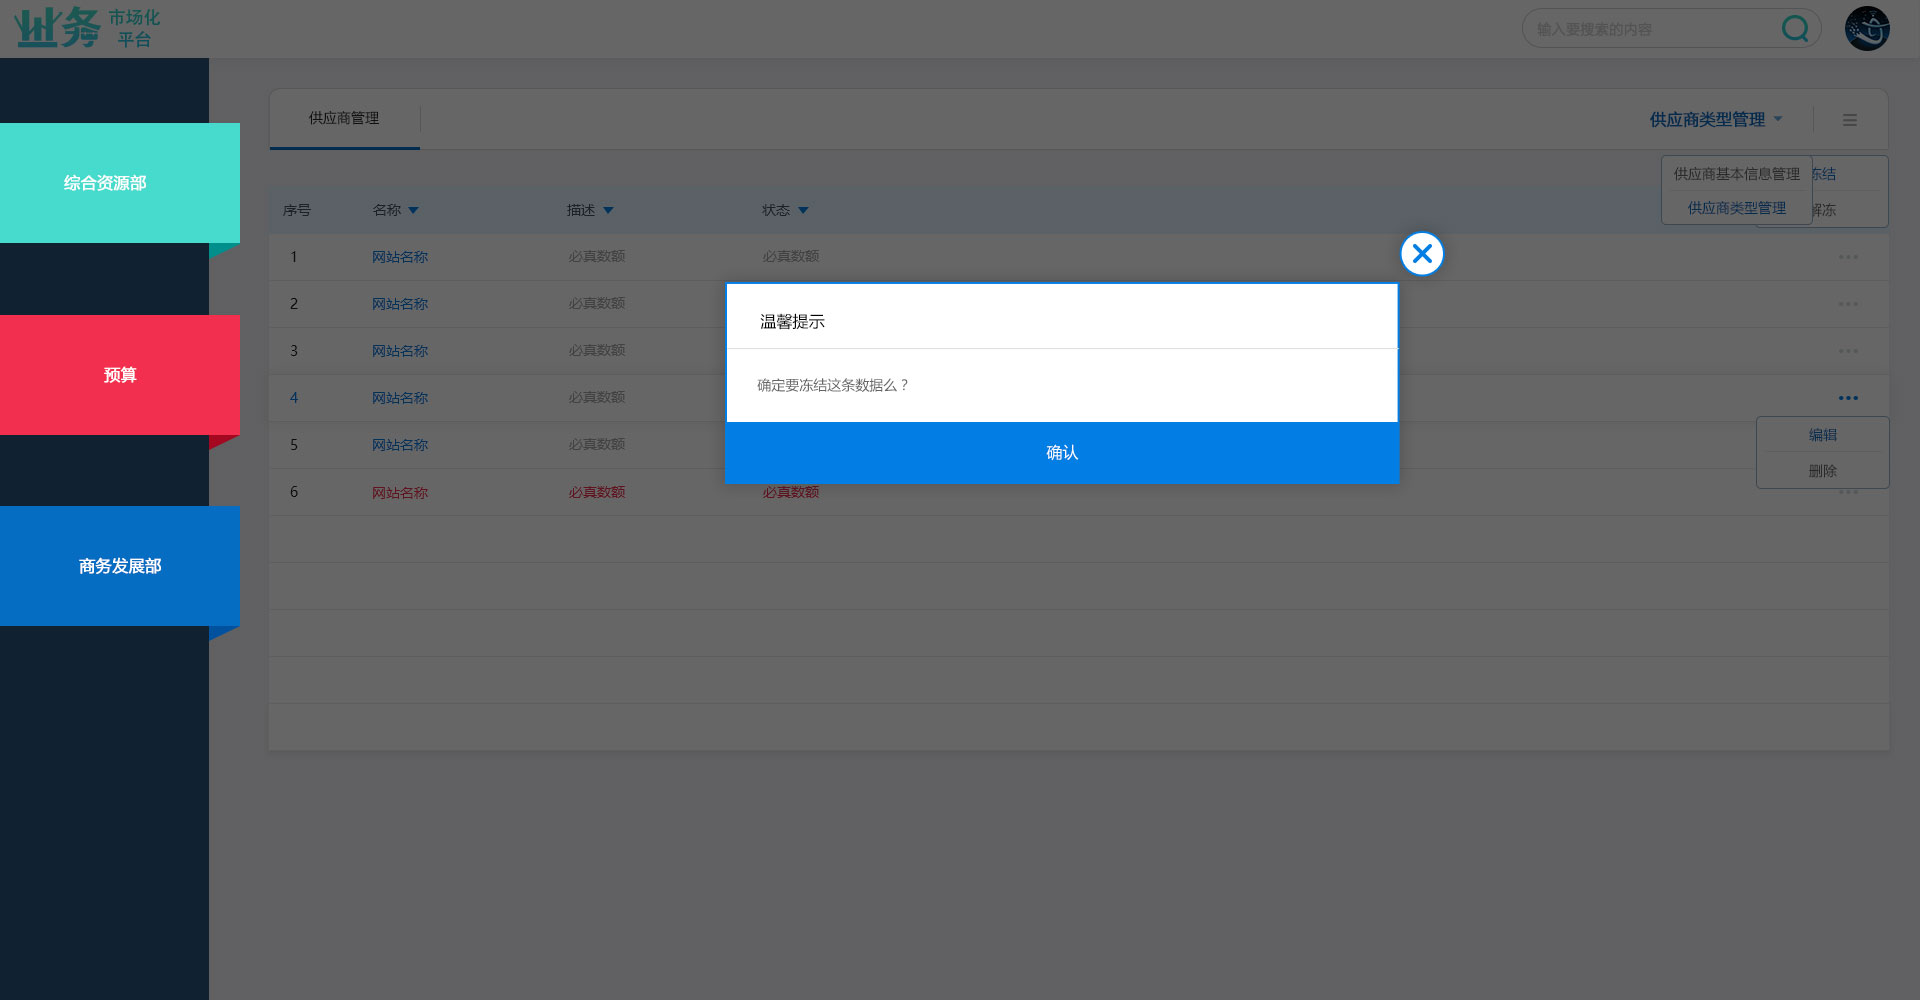 业务 市场化
平台
输入要搜索的内容
综合资源部
预算
商务发展部
供应商管理
供应商类型管理
供应商基本信息管理
供应商类型管理
冻结
解冻
序号 名称 描述 状态
1 网站名称 必真数额 必真数额
2 网站名称 必真数额
3 网站名称 必真数额
4 网站名称 必真数额
5 网站名称 必真数额
6 网站名称 必真数额 必真数额
编辑
删除
温馨提示
确定要冻结这条数据么？
确认